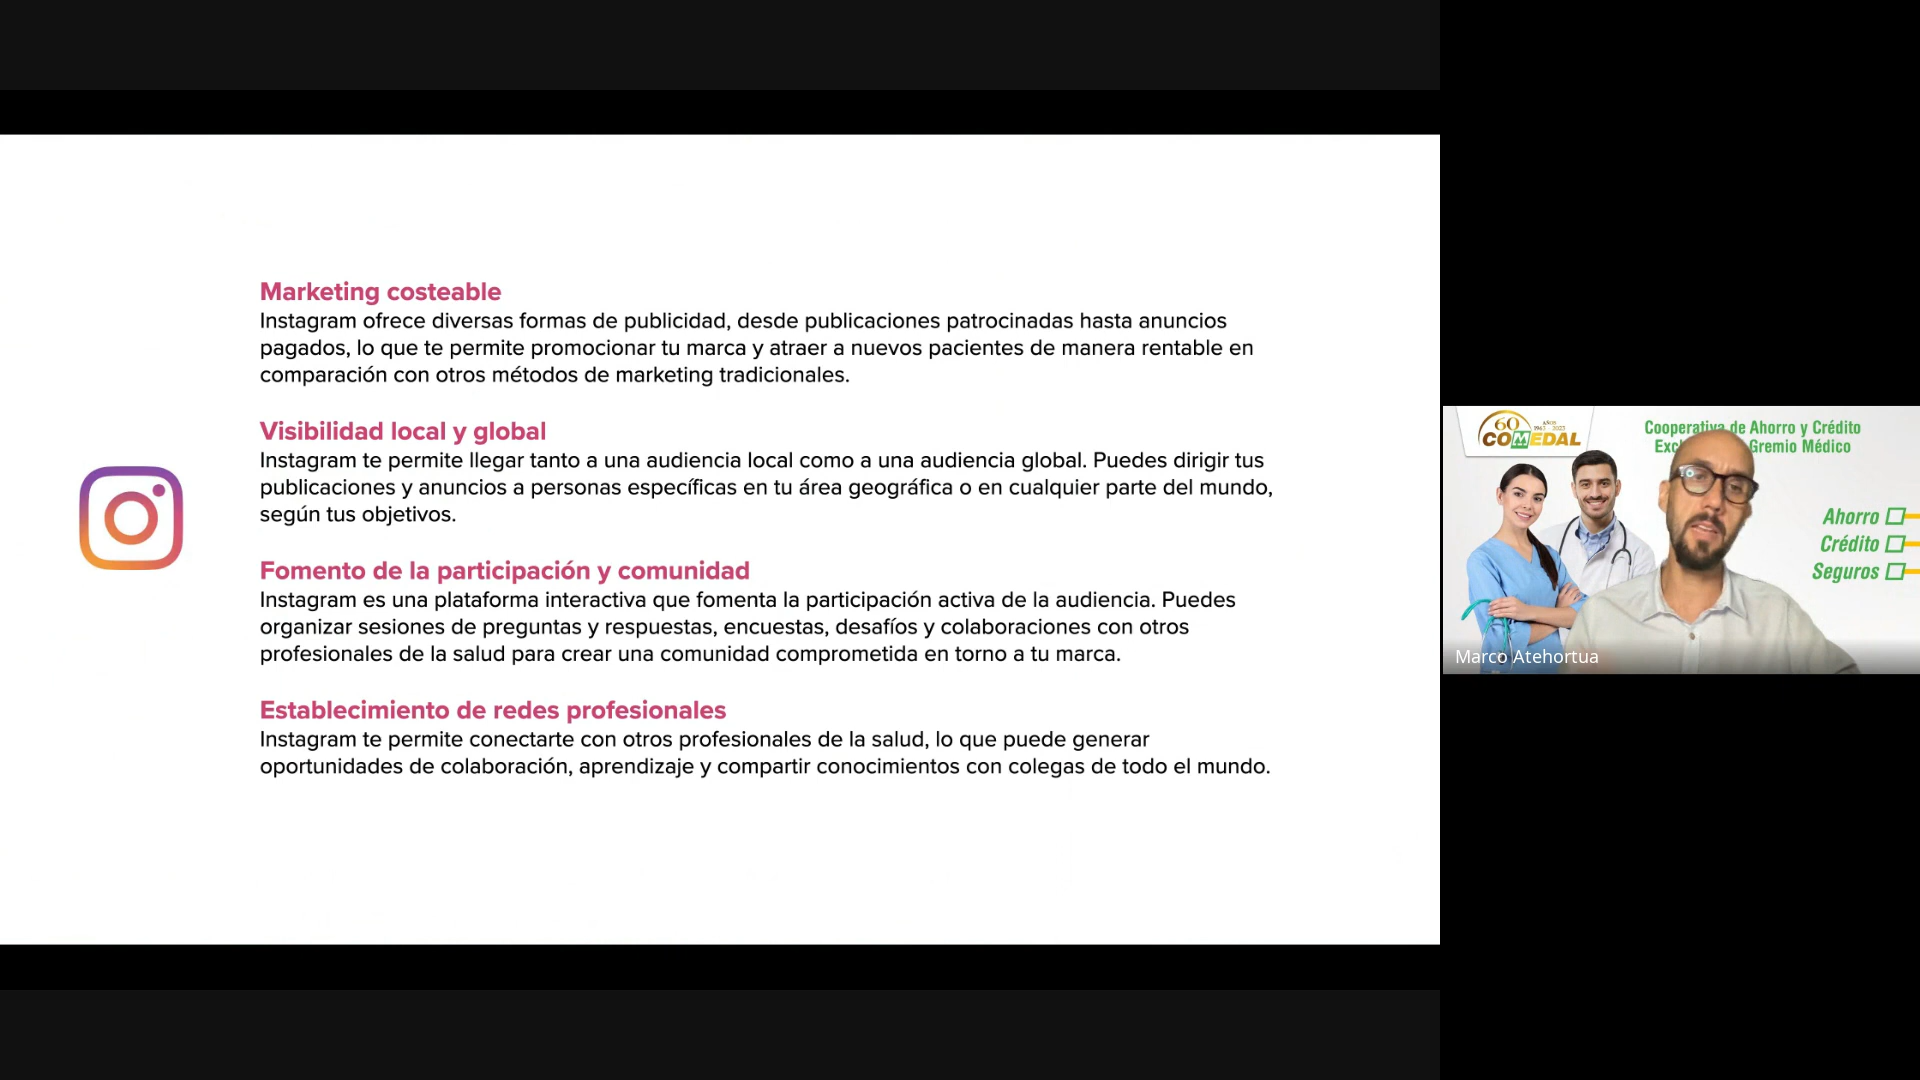 Marketing costeable
Instagram ofrece diversas formas de publicidad, desde publicaciones patrocinadas hasta anuncios
pagados, lo que te permite promocionar tu marca y atraer a nuevos pacientes de manera rentable en
comparación con otros métodos de marketing tradicionales.
Visibilidad local y global
Instagram te permite llegar tanto a una audiencia local como a una audiencia global. Puedes dirigir tus
publicaciones y anuncios a personas específicas en tu área geográfica o en cualquier parte del mundo,
según tus objetivos.
Fomento de la participación y comunidad
Instagram es una plataforma interactiva que fomenta la participación activa de la audiencia. Puedes
organizar sesiones de preguntas y respuestas, encuestas, desafíos y colaboraciones con otros
profesionales de la salud para crear una comunidad comprometida en torno a tu marca.
Establecimiento de redes profesionales
Instagram te permite conectarte con otros profesionales de la salud, lo que puede generar
oportunidades de colaboración, aprendizaje y compartir conocimientos con colegas de todo el mundo.
60 AÑOS
COMEDAL
Cooperativa de Ahorro y Crédito
Gremio Médico
Ahorro
Crédito
Seguros
Marco Atehortua